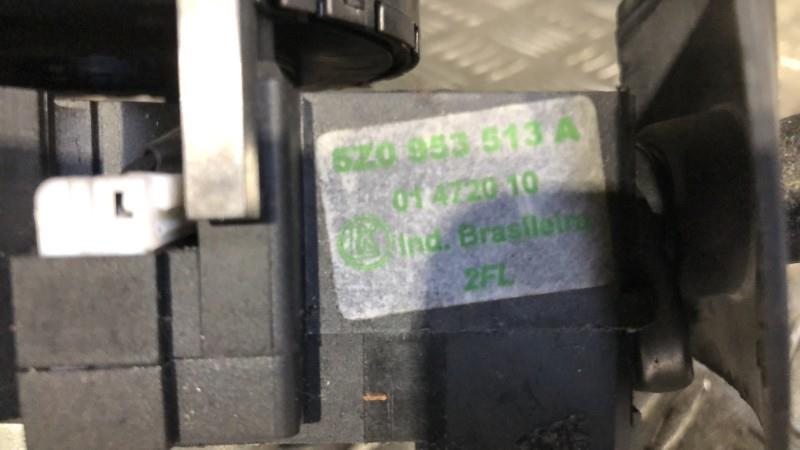 5Z0 953 513 A
01 4720 10
K Ind. Brasileira
2FL